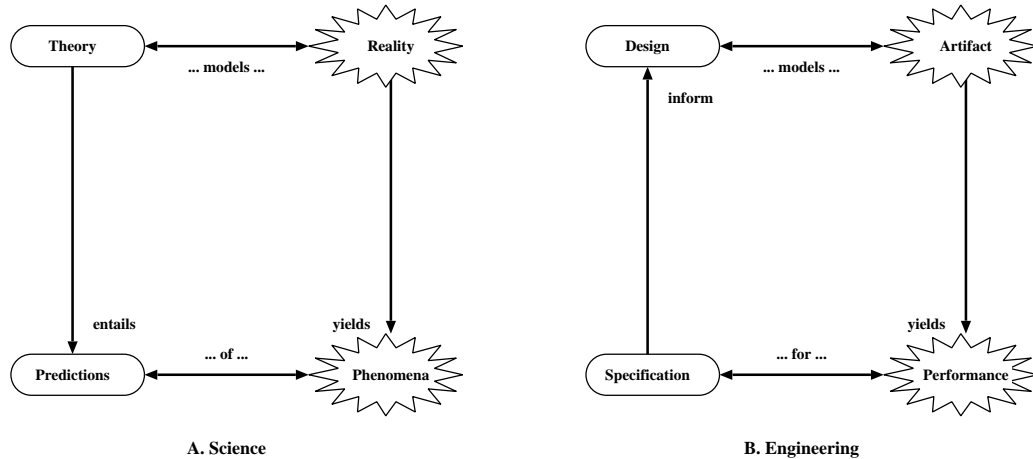 Theory
Reality
... models ...
entails
yields
Predictions
... of ...
Phenomena
A. Science
Design
Artifact
... models ...
inform
yields
Specification
... for ...
Performance
B. Engineering